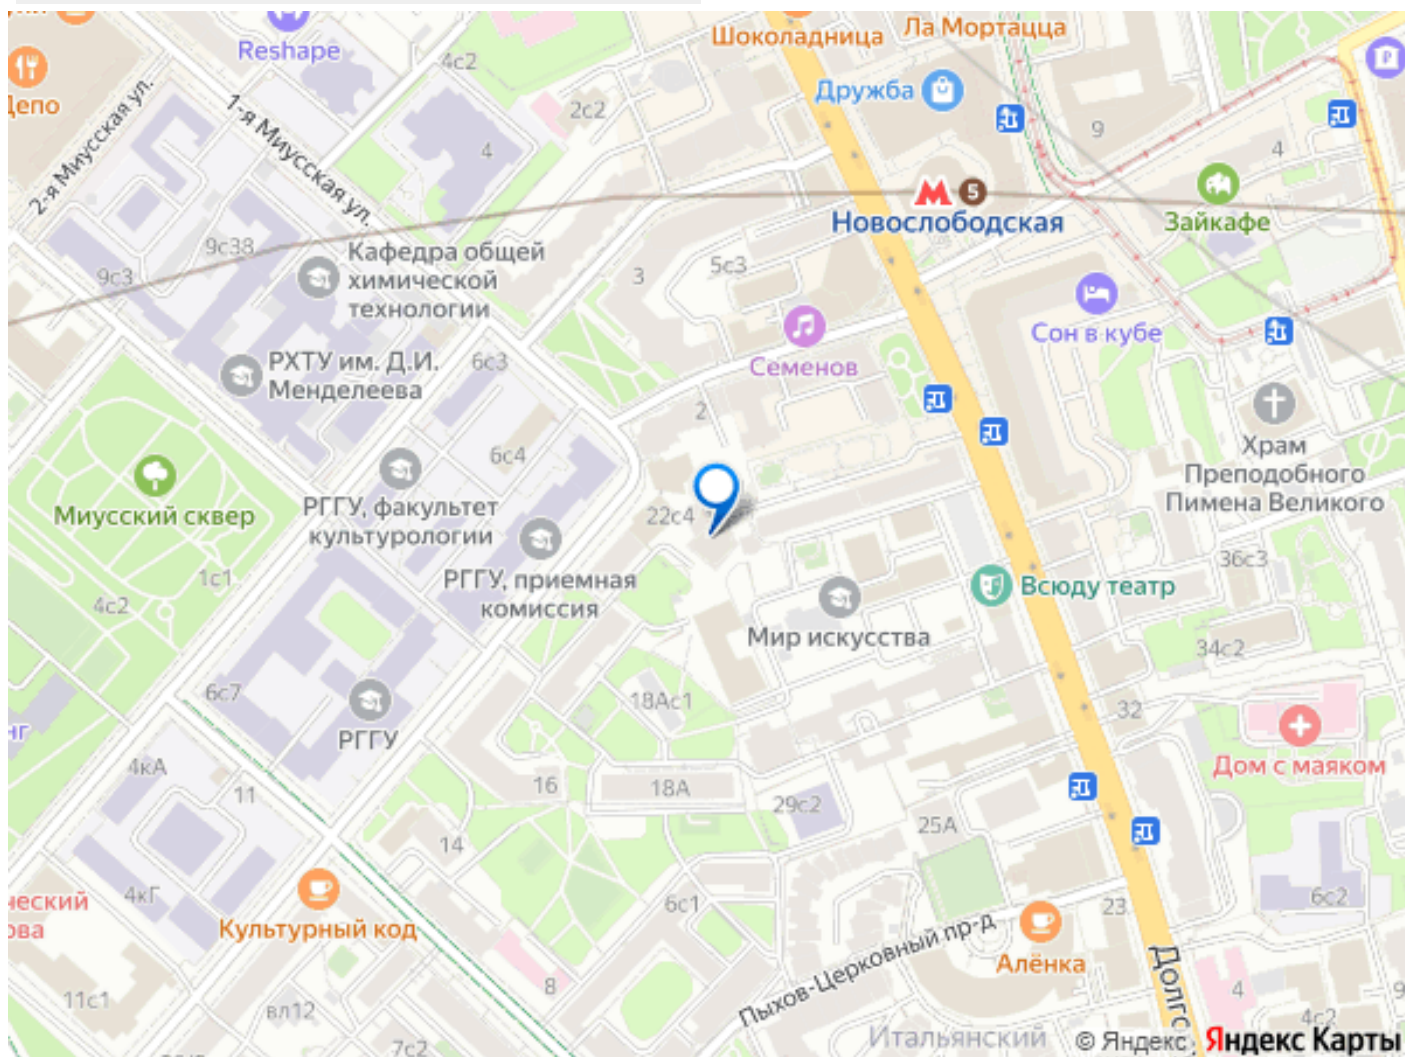 Reshape
Шоколадница
Ла Мортацца
4с2
Депо
Дружба
2с2
9
2-я Миусская ул.
1-я Миусская ул.
4
4
5
Новослободская
Зайкафе
9с38
9с3
Кафедра общей
химической
технологии
3
5с3
Сон в кубе
Семенов
РХТУ им. Д.И.
Менделеева
6с3
2
6с4
Храм
Преподобного
Пимена Великого
Миусский сквер
РГГУ, факультет
культурологии
22с4
РГГУ, приемная
комиссия
1с1
4с2
36с3
Всюду театр
Мир искусства
34с2
6с7
18Ас1
32
РГГУ
нг
4кА
11
16
18А
29с2
Дом с маяком
25А
14
4кГ
6с1
23
6с2
Культурный код
Пыхов-Церковный пр-д
Алёнка
Долгс
11с1
вл12
8
7с2
4
4с2
9
Итальянский
© Яндекс
Яндекс Карты